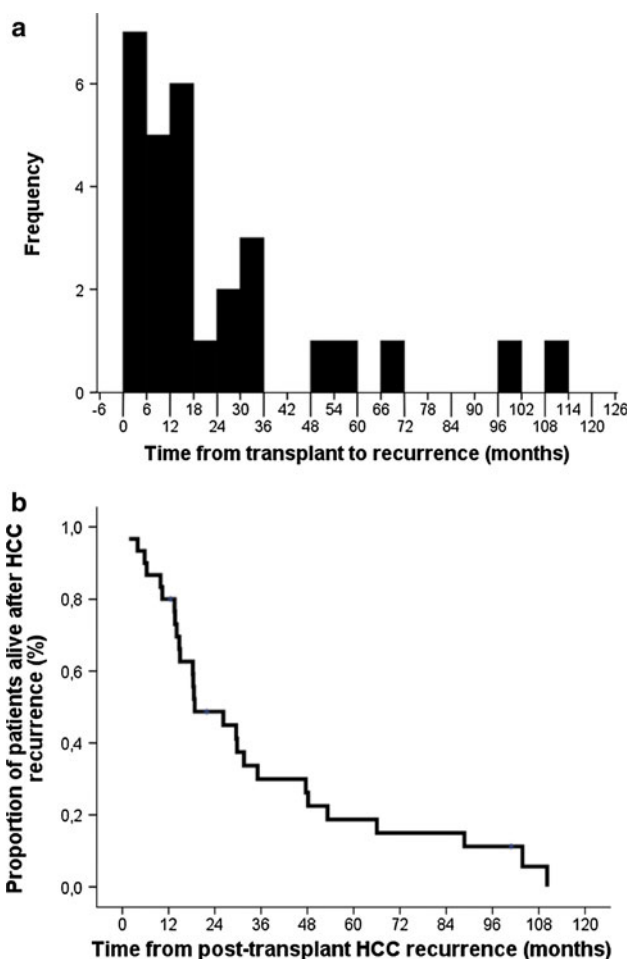 a
6
4
2
0
Frequency
-6 6 18 30 42 54 66 78 90 102 114 126
0 12 24 36 48 60 72 84 96 108 120
Time from transplant to recurrence (months)
b
1,0
0,8
0,6
0,4
0,2
0,0
Proportion of patients alive after HCC
recurrence (%)
0 12 24 36 48 60 72 84 96 108 120
Time from post-transplant HCC recurrence (months)